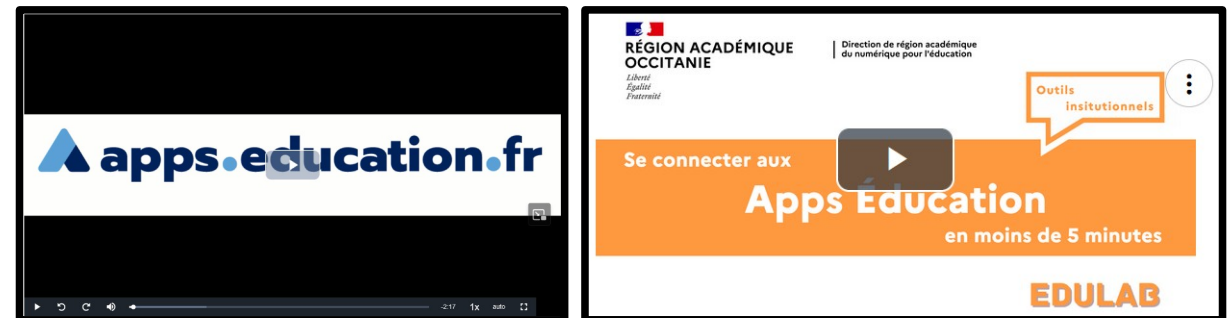 apps.education.fr
-2:17 1x auto
RÉGION ACADÉMIQUE
OCCITANIE
Liberté
Égalité
Fraternité
Direction de région académique
du numérique pour l'éducation
Outils
insitutionnels
Se connecter aux
Apps Éducation
en moins de 5 minutes
EDULAB